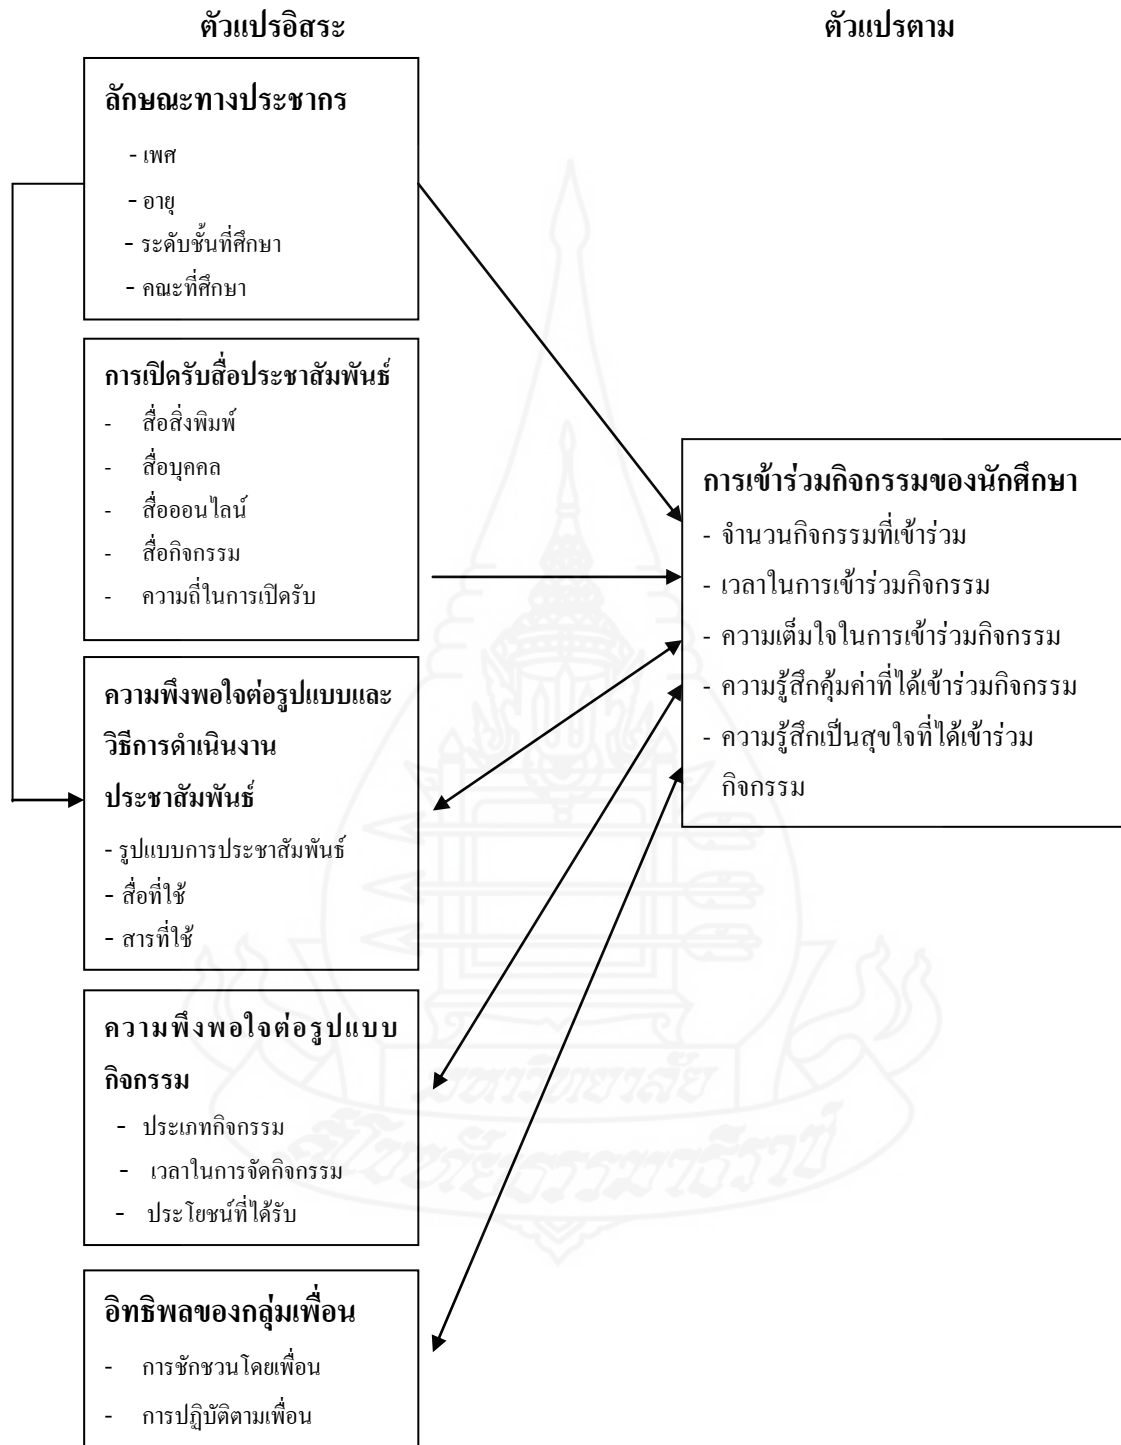 ตัวแปรอิสระ
ตัวแปรตาม
ลักษณะทางประชากร
- เพศ
- อายุ
- ระดับชั้นที่ศึกษา
- คณะที่ศึกษา
การเปิดรับสื่อประชาสัมพันธ์
- สื่อสิ่งพิมพ์
- สื่อบุคคล
- สื่อออนไลน์
- สื่อกิจกรรม
- ความถี่ในการเปิดรับ
ความพึงพอใจต่อรูปแบบและ
วิธีการดำเนินงาน
ประชาสัมพันธ์
- รูปแบบการประชาสัมพันธ์
- สื่อที่ใช้
- สารที่ใช้
ความพึงพอใจต่อรูปแบบ
กิจกรรม
- ประเภทกิจกรรม
- เวลาในการจัดกิจกรรม
- ประโยชน์ที่ได้รับ
อิทธิพลของกลุ่มเพื่อน
- การชักชวนโดยเพื่อน
- การปฏิบัติตามเพื่อน
การเข้าร่วมกิจกรรมของนักศึกษา
- จำนวนกิจกรรมที่เข้าร่วม
- เวลาในการเข้าร่วมกิจกรรม
- ความเต็มใจในการเข้าร่วมกิจกรรม
- ความรู้สึกคุ้มค่าที่ได้เข้าร่วมกิจกรรม
- ความรู้สึกเป็นสุขใจที่ได้เข้าร่วม
กิจกรรม
มหาวิทยาลัย
สุโขทัยธรรมาธิราช